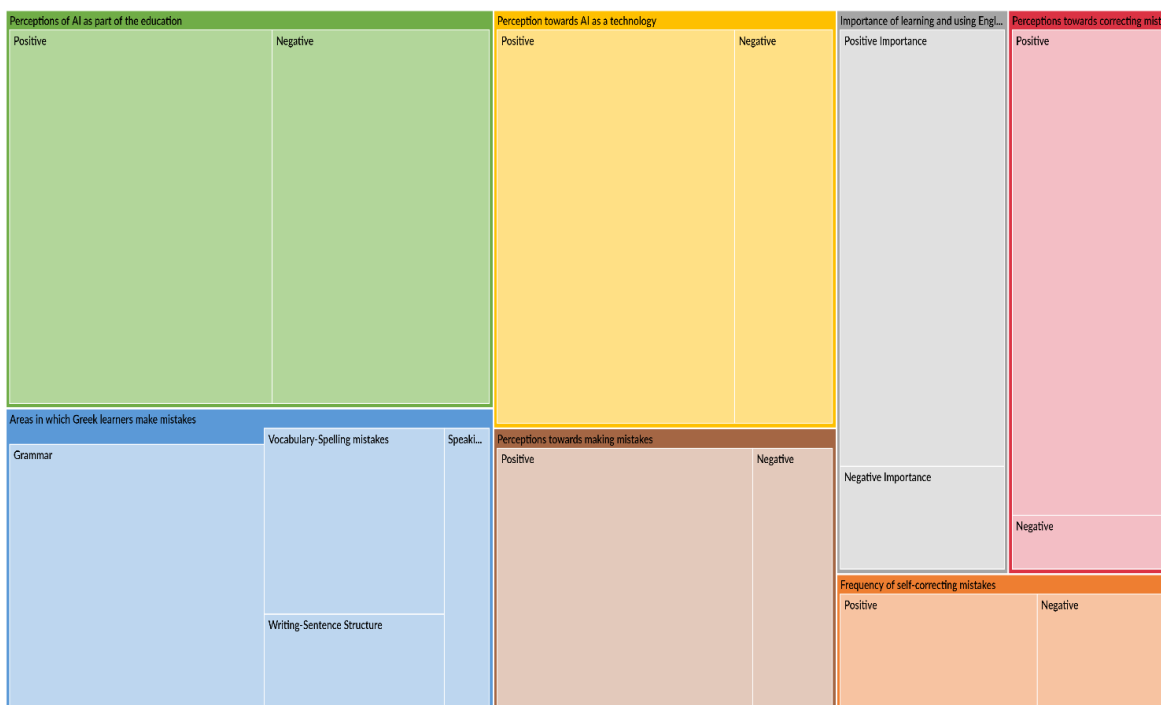 Perceptions of AI as part of the education
Positive
Negative
Perception towards AI as a technology
Positive
Negative
Importance of learning and using Engl...
Positive Importance
Negative Importance
Perceptions towards correcting mist
Positive
Negative
Areas in which Greek learners make mistakes
Grammar
Vocabulary-Spelling mistakes
Speaki...
Writing-Sentence Structure
Perceptions towards making mistakes
Positive
Negative
Frequency of self-correcting mistakes
Positive
Negative